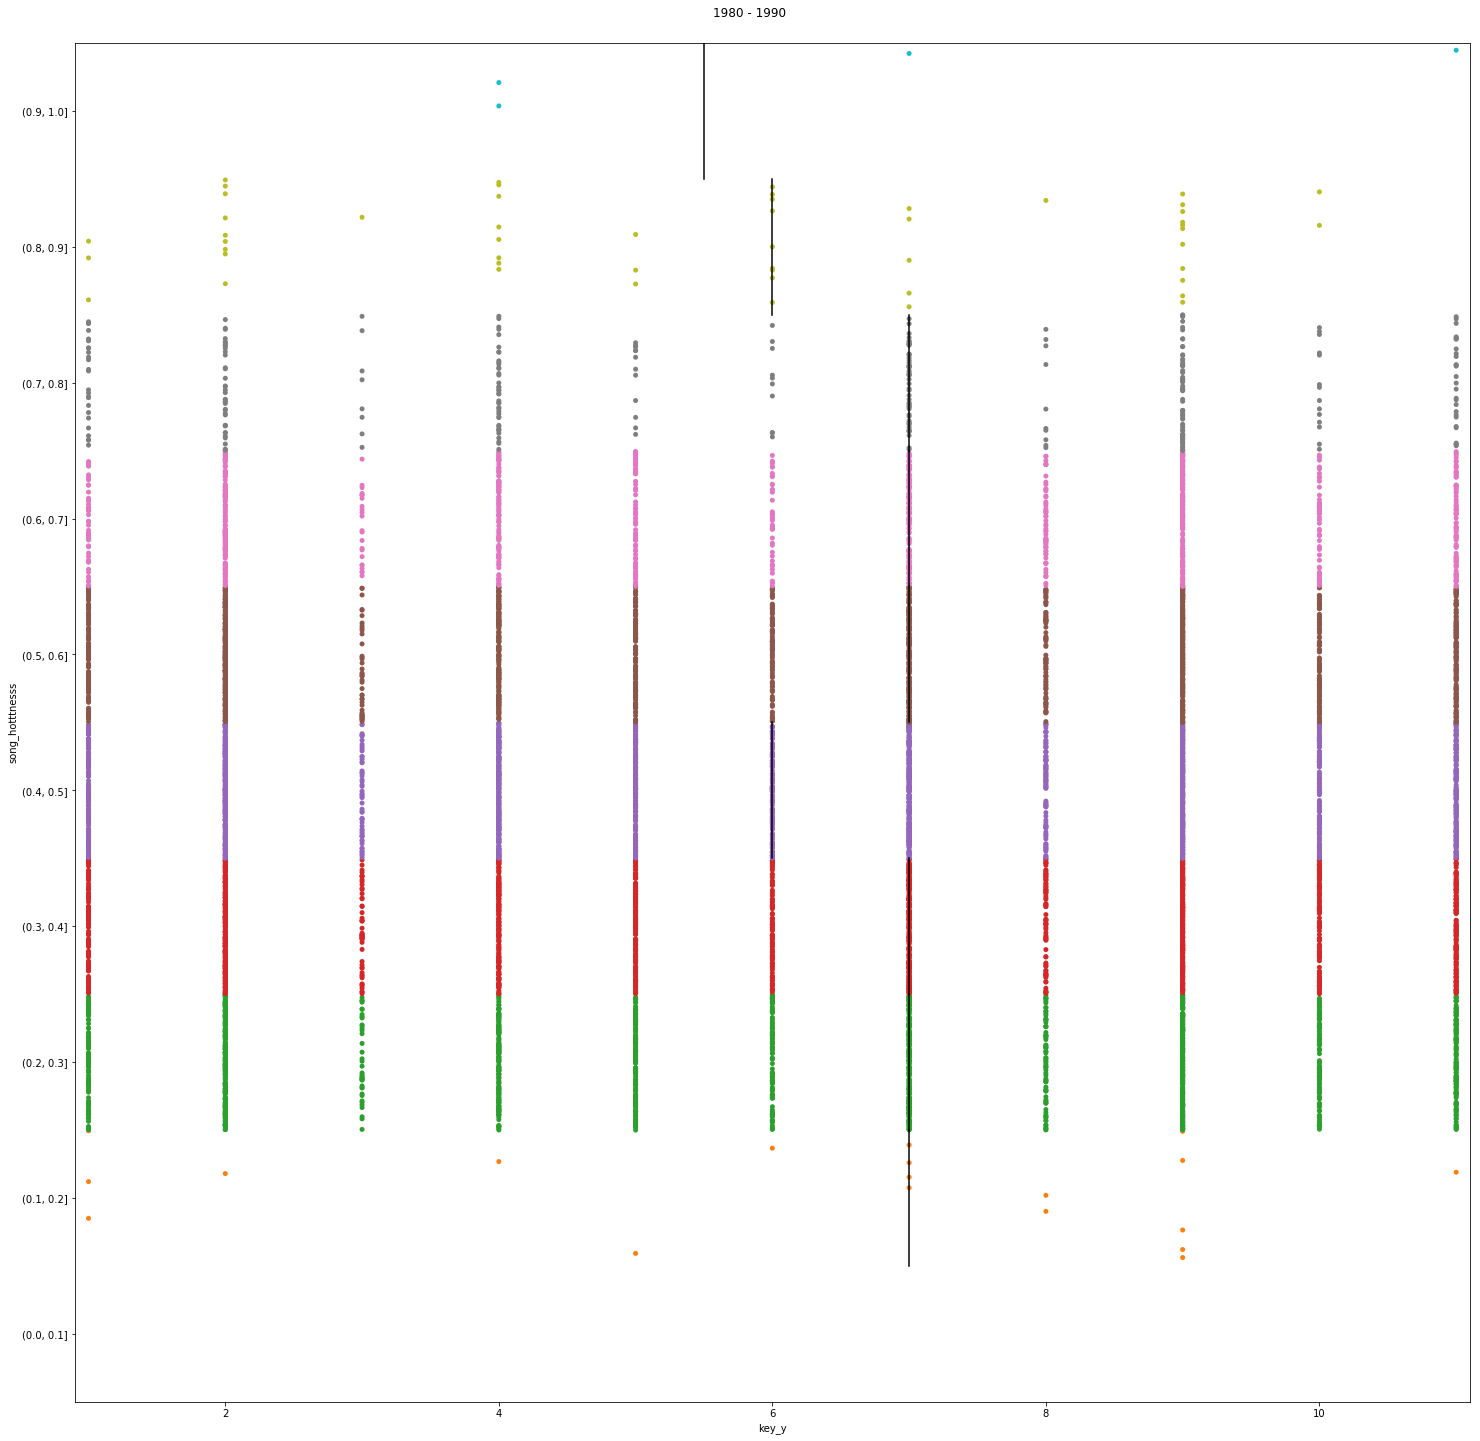 1980 - 1990
(0.9, 1.0]
(0.8, 0.9]
(0.7, 0.8]
(0.6, 0.7]
(0.5, 0.6]
(0.4, 0.5]
(0.3, 0.4]
(0.2, 0.3]
(0.1, 0.2]
(0.0, 0.1]
song_hotttnesss
2 4 6 8 10
key_y